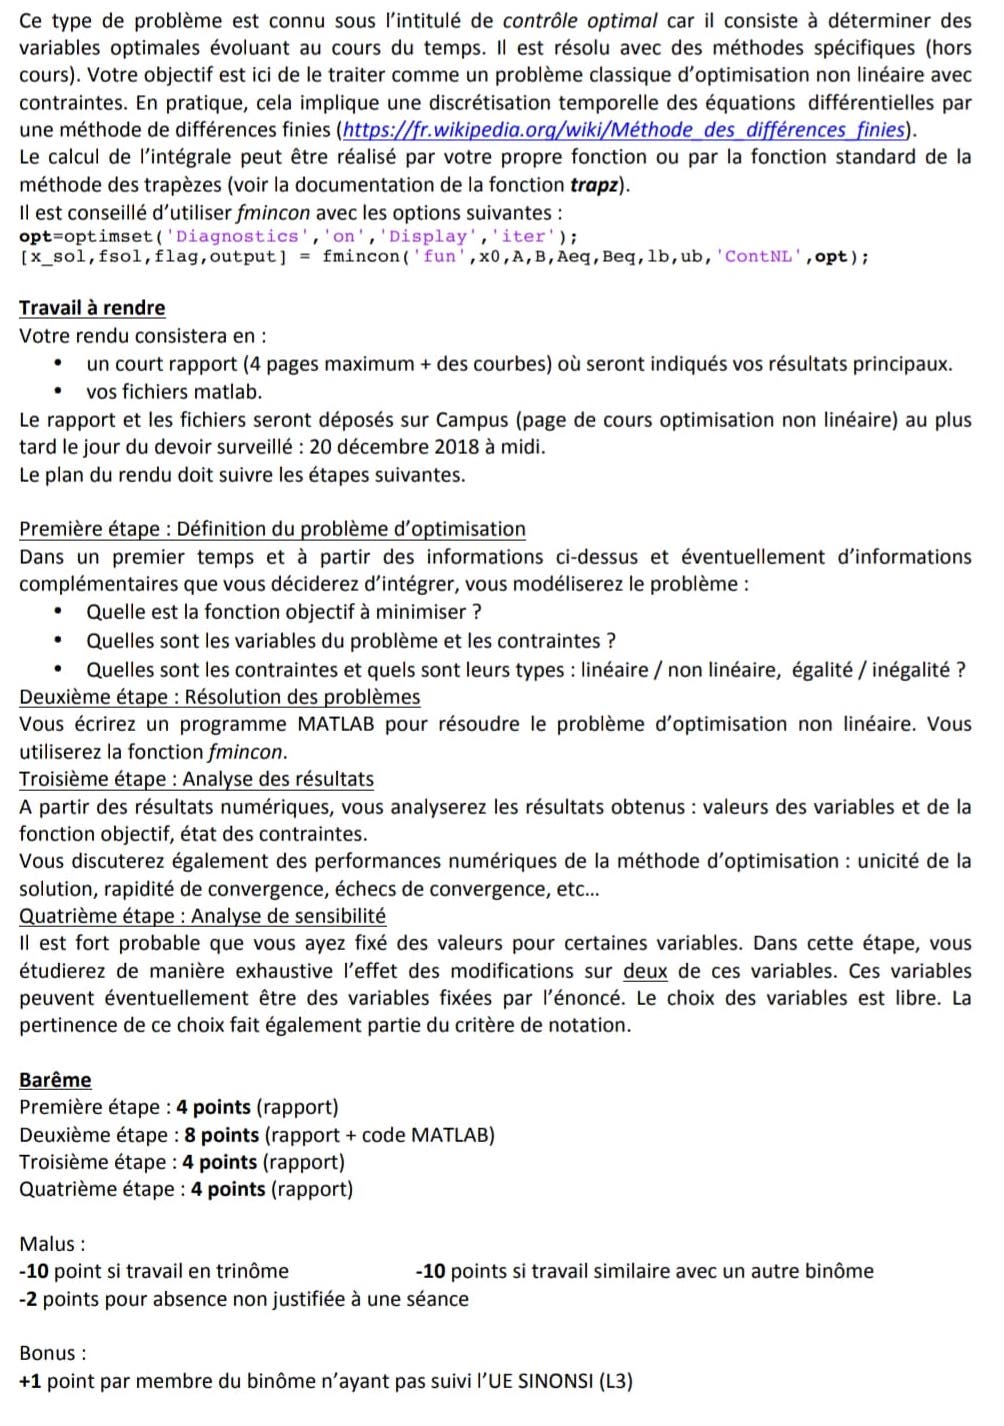 Ce type de problème est connu sous l’intitulé de contrôle optimal car il consiste à déterminer des
variables optimales évoluant au cours du temps. Il est résolu avec des méthodes spécifiques (hors
cours). Votre objectif est ici de le traiter comme un problème classique d’optimisation non linéaire avec
contraintes. En pratique, cela implique une discrétisation temporelle des équations différentielles par
une méthode de différences finies (https://fr.wikipedia.org/wiki/Méthode_des_différences_finies).
Le calcul de l’intégrale peut être réalisé par votre propre fonction ou par la fonction standard de la
méthode des trapèzes (voir la documentation de la fonction trapz).
Il est conseillé d’utiliser fmincon avec les options suivantes :
opt=optimset('Diagnostics','on','Display','iter');
[x_sol,fsol,flag,output] = fmincon('fun',x0,A,B,Aeq,Beq,lb,ub,'ContNL',opt);
Travail à rendre
Votre rendu consistera en :
• un court rapport (4 pages maximum + des courbes) où seront indiqués vos résultats principaux.
• vos fichiers matlab.
Le rapport et les fichiers seront déposés sur Campus (page de cours optimisation non linéaire) au plus
tard le jour du devoir surveillé : 20 décembre 2018 à midi.
Le plan du rendu doit suivre les étapes suivantes.
Première étape : Définition du problème d’optimisation
Dans un premier temps et à partir des informations ci-dessus et éventuellement d’informations
complémentaires que vous déciderez d’intégrer, vous modéliserez le problème :
• Quelle est la fonction objectif à minimiser ?
• Quelles sont les variables du problème et les contraintes ?
• Quelles sont les contraintes et quels sont leurs types : linéaire / non linéaire, égalité / inégalité ?
Deuxième étape : Résolution des problèmes
Vous écrirez un programme MATLAB pour résoudre le problème d’optimisation non linéaire. Vous
utiliserez la fonction fmincon.
Troisième étape : Analyse des résultats
A partir des résultats numériques, vous analyserez les résultats obtenus : valeurs des variables et de la
fonction objectif, état des contraintes.
Vous discuterez également des performances numériques de la méthode d’optimisation : unicité de la
solution, rapidité de convergence, échecs de convergence, etc...
Quatrième étape : Analyse de sensibilité
Il est fort probable que vous ayez fixé des valeurs pour certaines variables. Dans cette étape, vous
étudierez de manière exhaustive l’effet des modifications sur deux de ces variables. Ces variables
peuvent éventuellement être des variables fixées par l’énoncé. Le choix des variables est libre. La
pertinence de ce choix fait également partie du critère de notation.
Barême
Première étape : 4 points (rapport)
Deuxième étape : 8 points (rapport + code MATLAB)
Troisième étape : 4 points (rapport)
Quatrième étape : 4 points (rapport)
Malus :
-10 point si travail en trinôme -10 points si travail similaire avec un autre binôme
-2 points pour absence non justifiée à une séance
Bonus :
+1 point par membre du binôme n’ayant pas suivi l’UE SINONSI (L3)